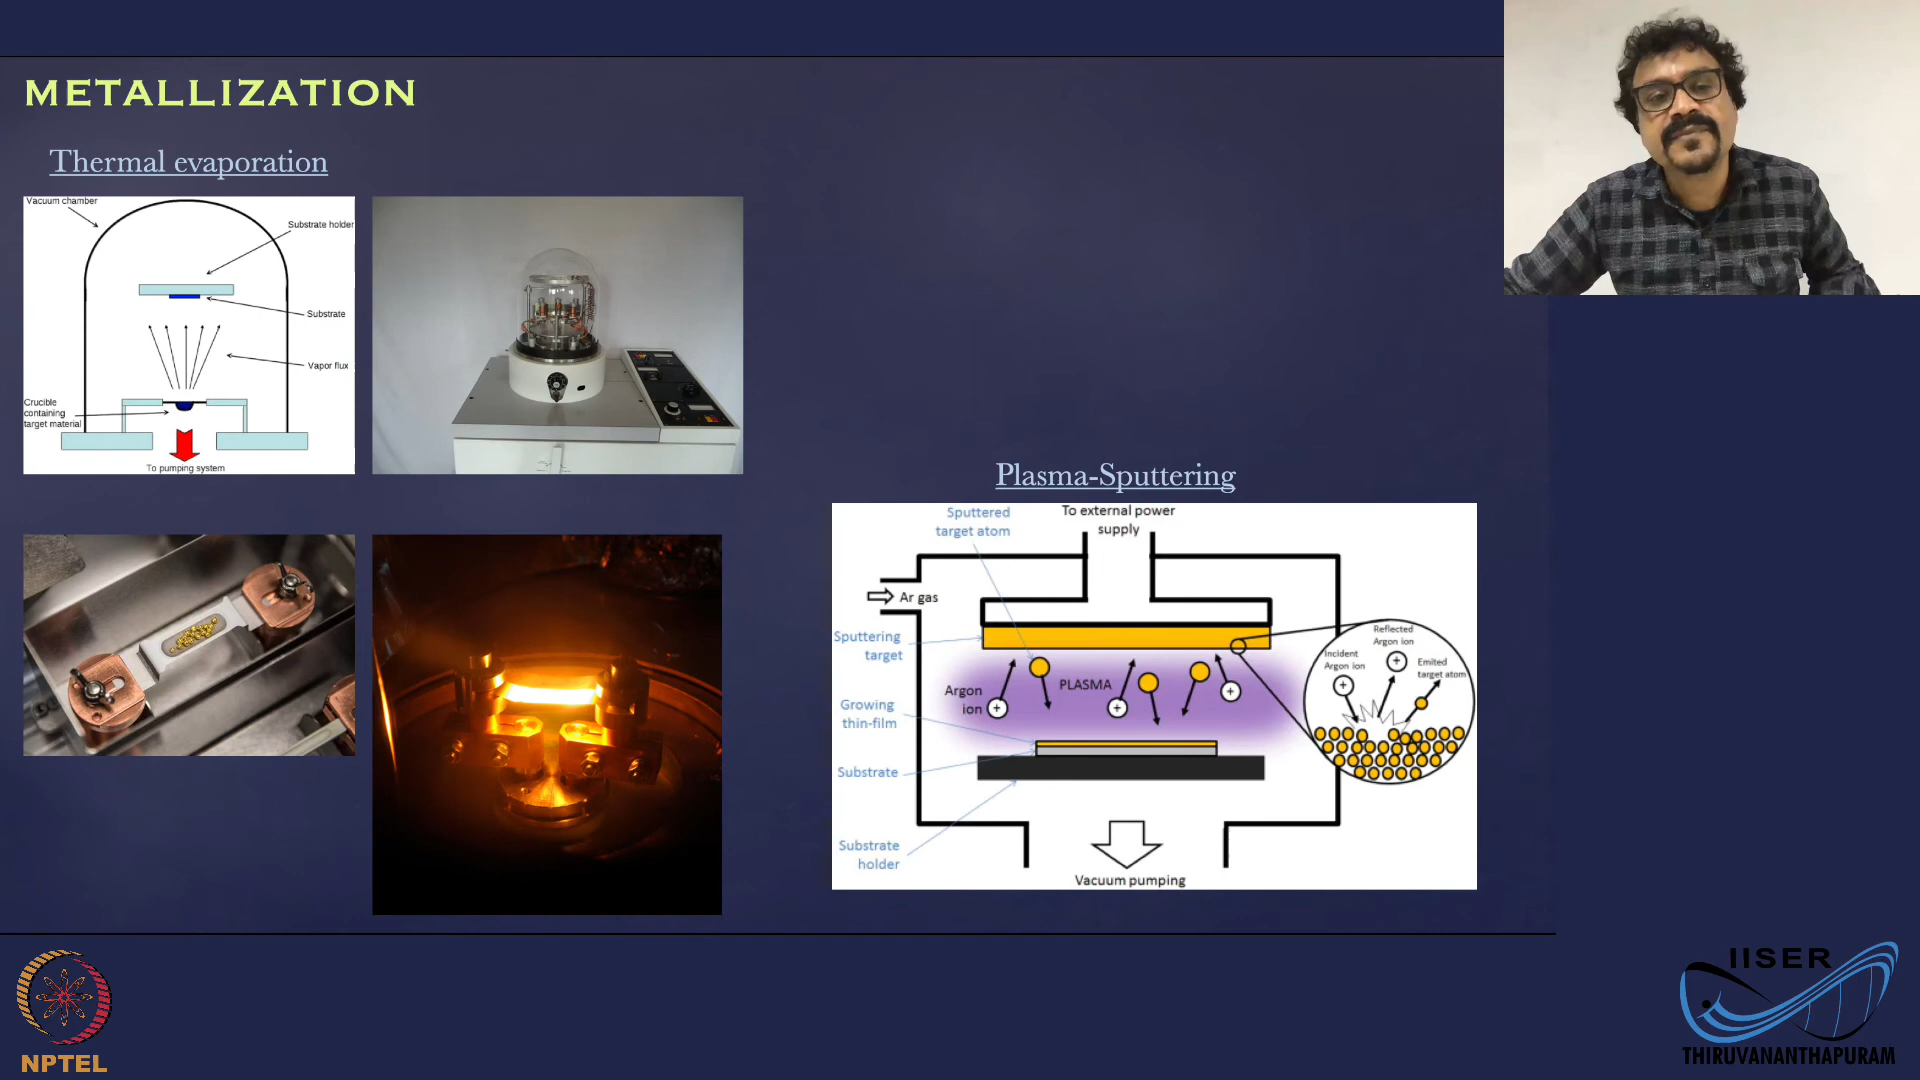 METALLIZATION
Thermal evaporation
Vacuum chamber
Substrate holder
Substrate
Vapor flux
Crucible
containing
target material
To pumping system
Plasma-Sputtering
Sputtered
target atom
To external power
supply
Ar gas
Sputtering
target
Argon
ion
PLASMA
Growing
thin-film
Substrate
Substrate
holder
Vacuum pumping
Reflected
Argon ion
Incident
Argon ion
Emited
target atom
NPTEL
IISER
THIRUVANANTHAPURAM